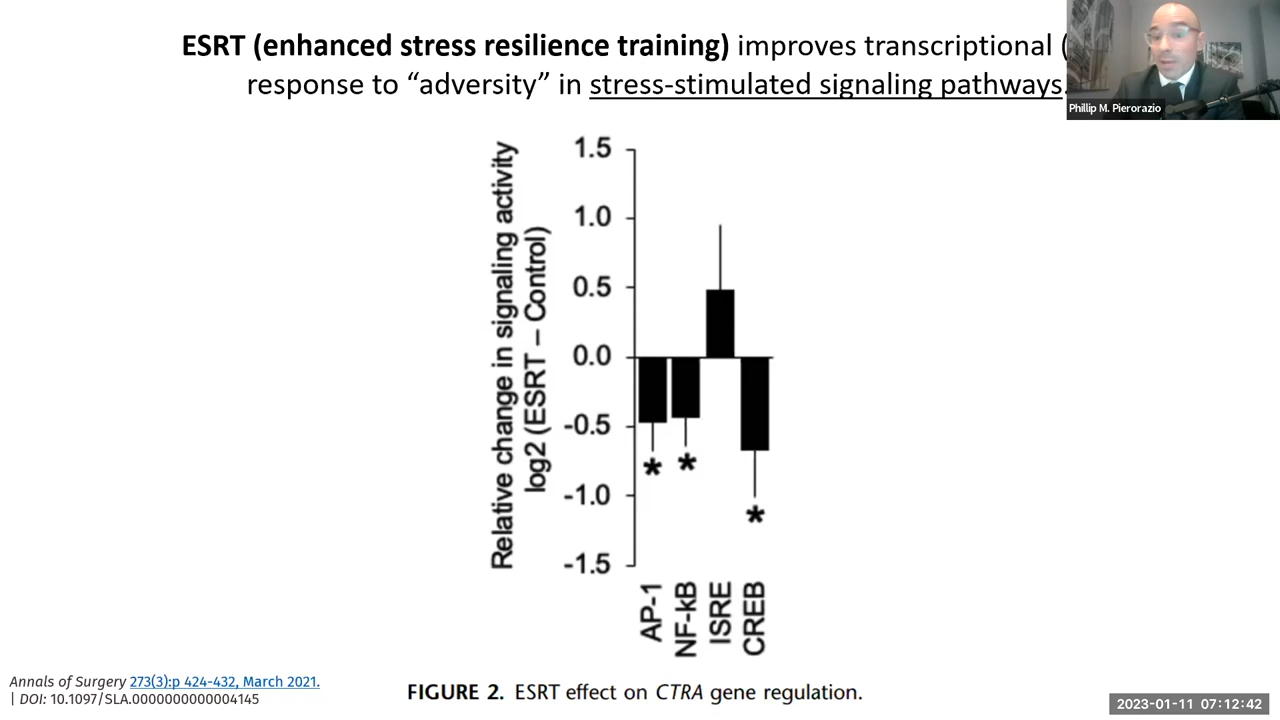 ESRT (enhanced stress resilience training) improves transcriptional (
response to “adversity” in stress-stimulated signaling pathways.
Phillip M. Pierorazio
Relative change in signaling activity
log2 (ESRT – Control)
1.5
1.0
0.5
0.0
-0.5
-1.0
-1.5
*
*
*
AP-1
NF-kB
ISRE
CREB
FIGURE 2. ESRT effect on CTRA gene regulation.
Annals of Surgery 273(3):p 424-432, March 2021.
| DOI: 10.1097/SLA.0000000000004145
2023-01-11 07:12:42